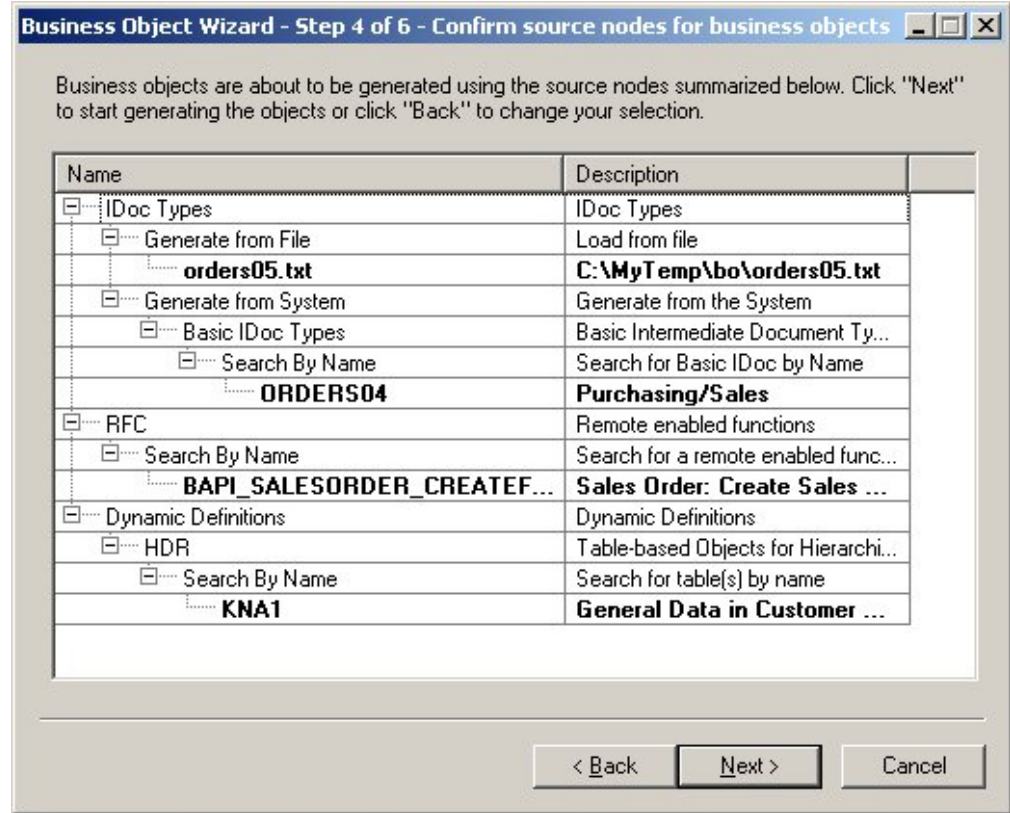 Business Object Wizard - Step 4 of 6 - Confirm source nodes for business objects
Business objects are about to be generated using the source nodes summarized below. Click "Next"
to start generating the objects or click "Back" to change your selection.
Name Description
IDoc Types IDoc Types
Generate from File Load from file
orders05.txt C:\MyTemp\bo\orders05.txt
Generate from System Generate from the System
Basic IDoc Types Basic Intermediate Document Ty...
Search By Name Search for Basic IDoc by Name
ORDERS04 Purchasing/Sales
RFC Remote enabled functions
Search By Name Search for a remote enabled func...
BAPI_SALESORDER_CREATEF... Sales Order: Create Sales ...
Dynamic Definitions Dynamic Definitions
HDR Table-based Objects for Hierarchi...
Search By Name Search for table(s) by name
KNA1 General Data in Customer ...
< Back Next > Cancel